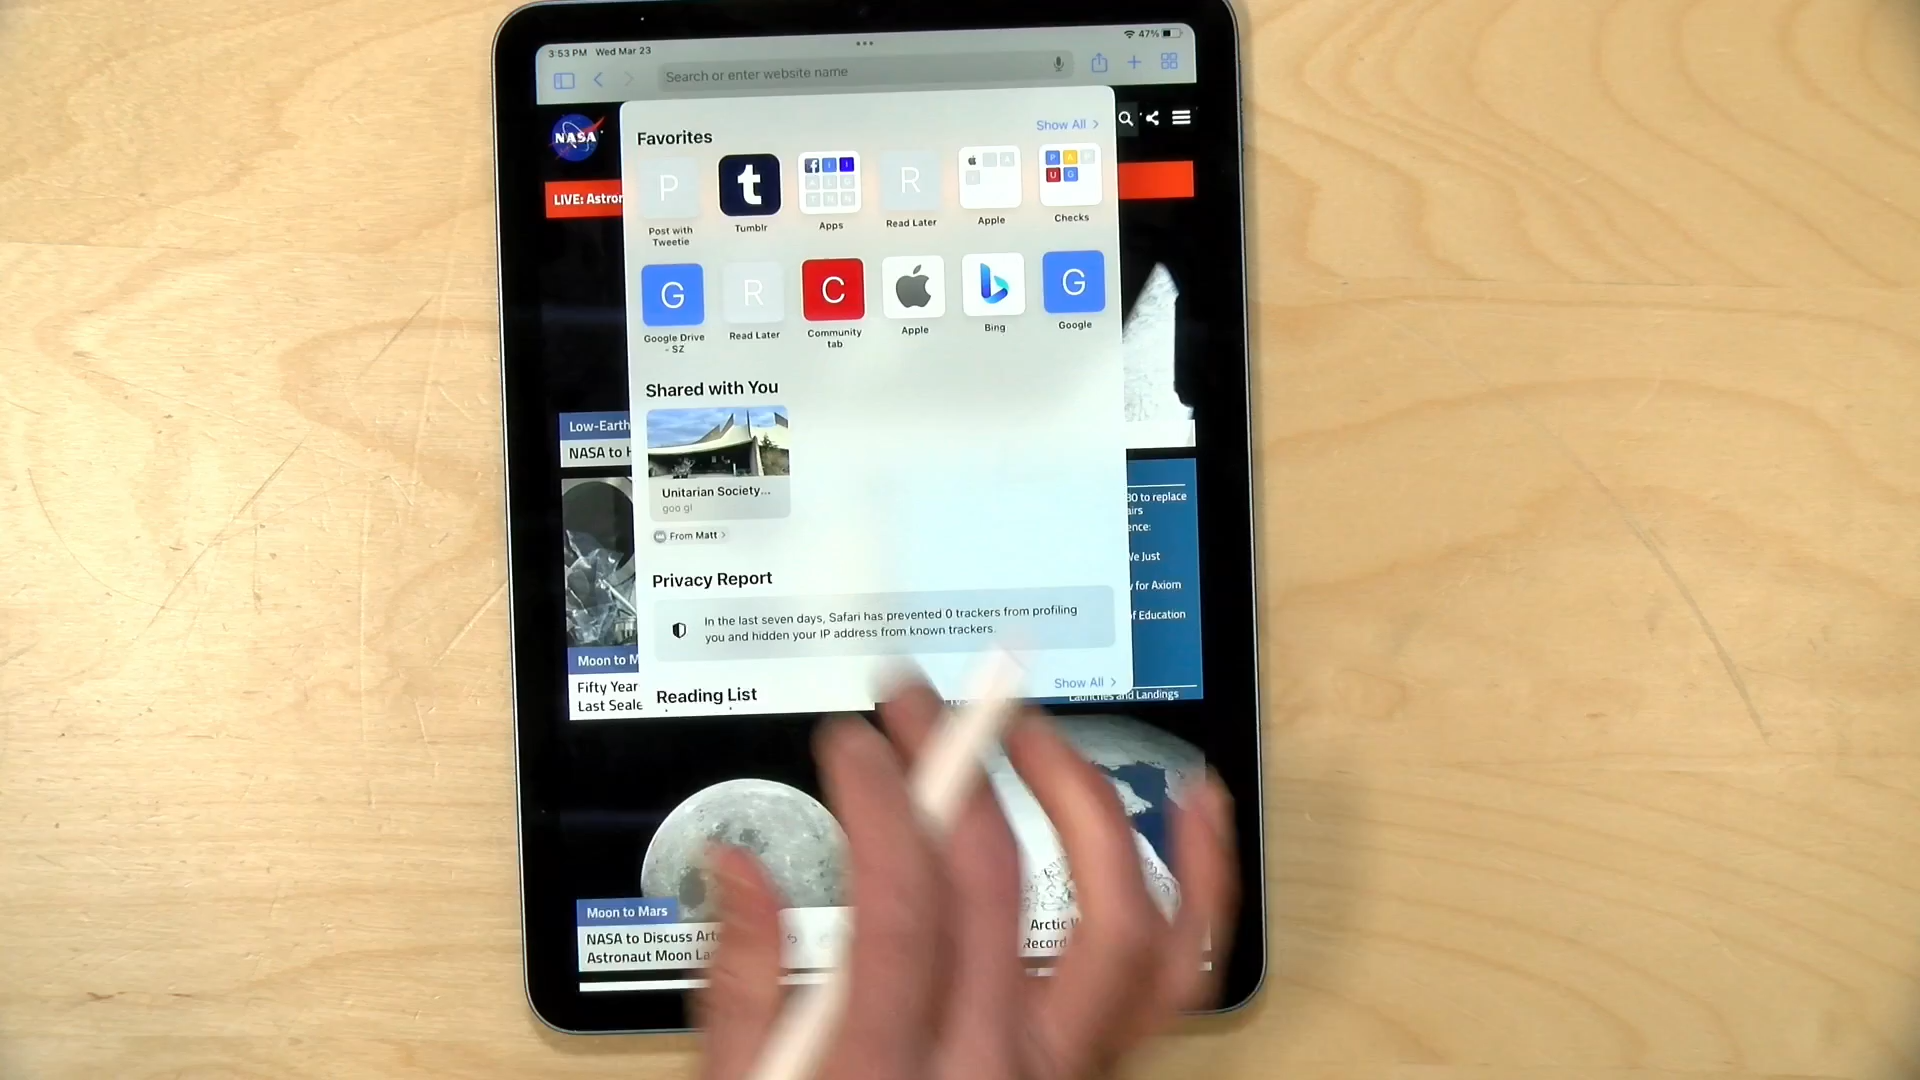 3:53 PM Wed Mar 23
47%
Search or enter website name
NASA
LIVE: Astror
Favorites
Show All >
P
t
R
Post with
Tweetie
Tumblr
Apps
Read Later
Apple
Checks
G
R
C
G
Google Drive
- SZ
Read Later
Community
tab
Apple
Bing
Google
Shared with You
Low-Earth
NASA to H
Unitarian Society...
goo gl
From Matt >
30 to replace
airs
ence:
We Just
for Axiom
of Education
Launches and Landings
Privacy Report
In the last seven days, Safari has prevented 0 trackers from profiling
you and hidden your IP address from known trackers.
Moon to M
Fifty Year
Last Seale
Reading List
Show All >
Moon to Mars
NASA to Discuss Arte
Astronaut Moon La
Arctic W
Record